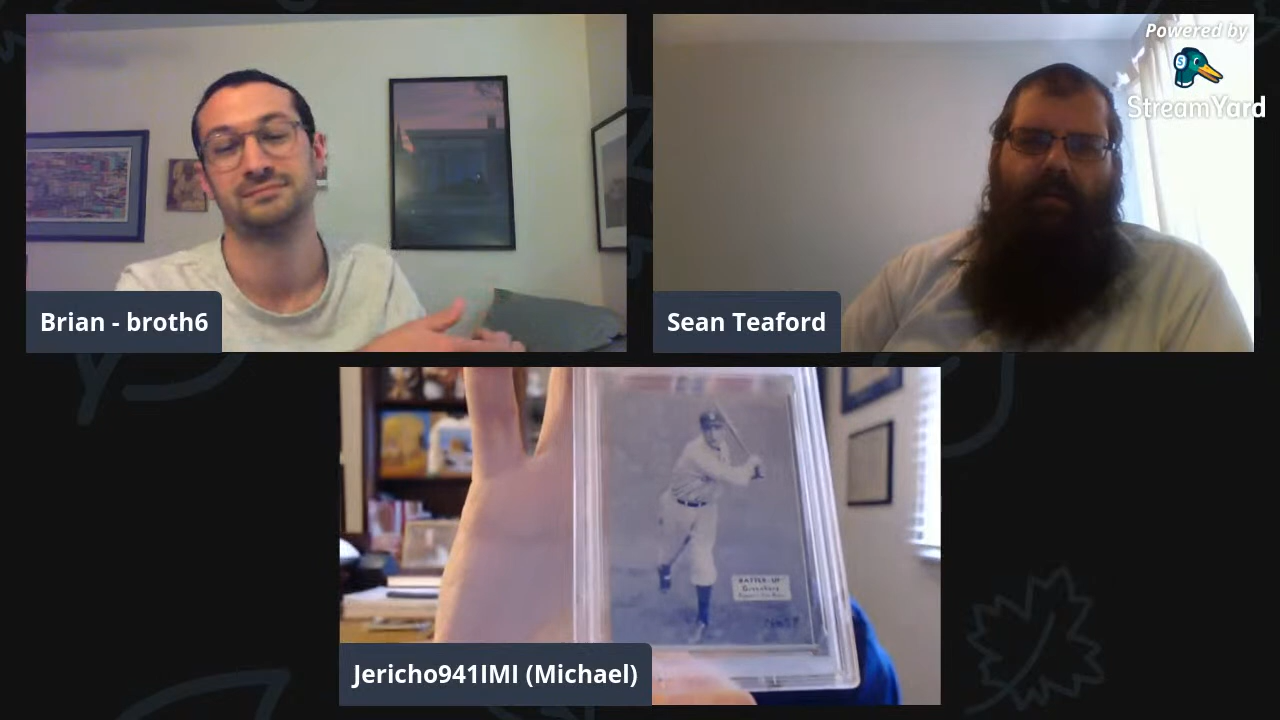 Powered by
StreamYard
Brian - broth6
Sean Teaford
BATTER-UP
Greenberg
Jericho941IMI (Michael)